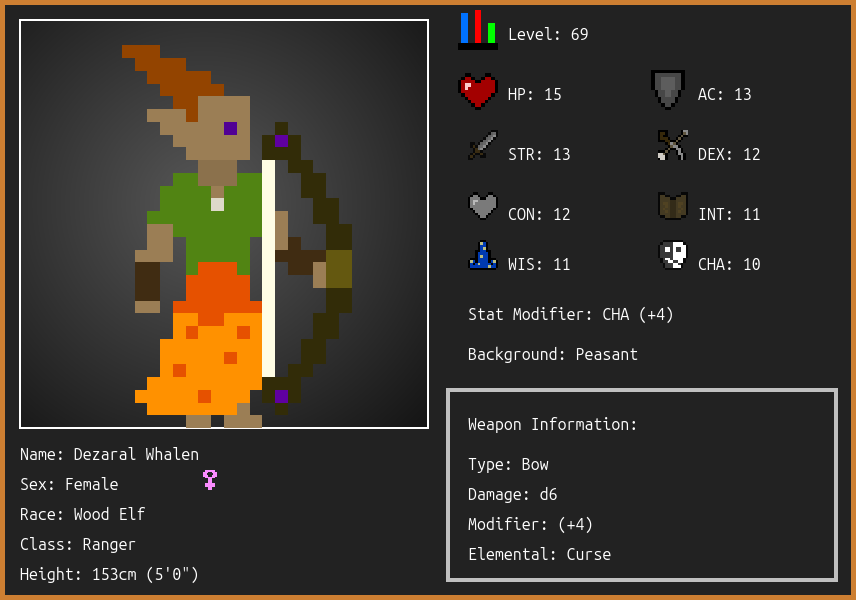 Level: 69
HP: 15
AC: 13
STR: 13
DEX: 12
CON: 12
INT: 11
WIS: 11
CHA: 10
Stat Modifier: CHA (+4)
Background: Peasant
Weapon Information:
Type: Bow
Damage: d6
Modifier: (+4)
Elemental: Curse
Name: Dezaral Whalen
Sex: Female
Race: Wood Elf
Class: Ranger
Height: 153cm (5'0")